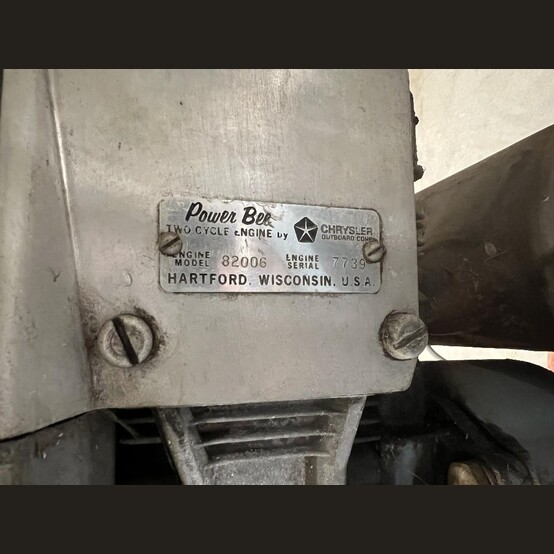 Power Bee
TWO CYCLE ENGINE by CHRYSLER
OUTBOARD CORP.
ENGINE MODEL 82006 ENGINE SERIAL 7739
HARTFORD, WISCONSIN, U.S.A.